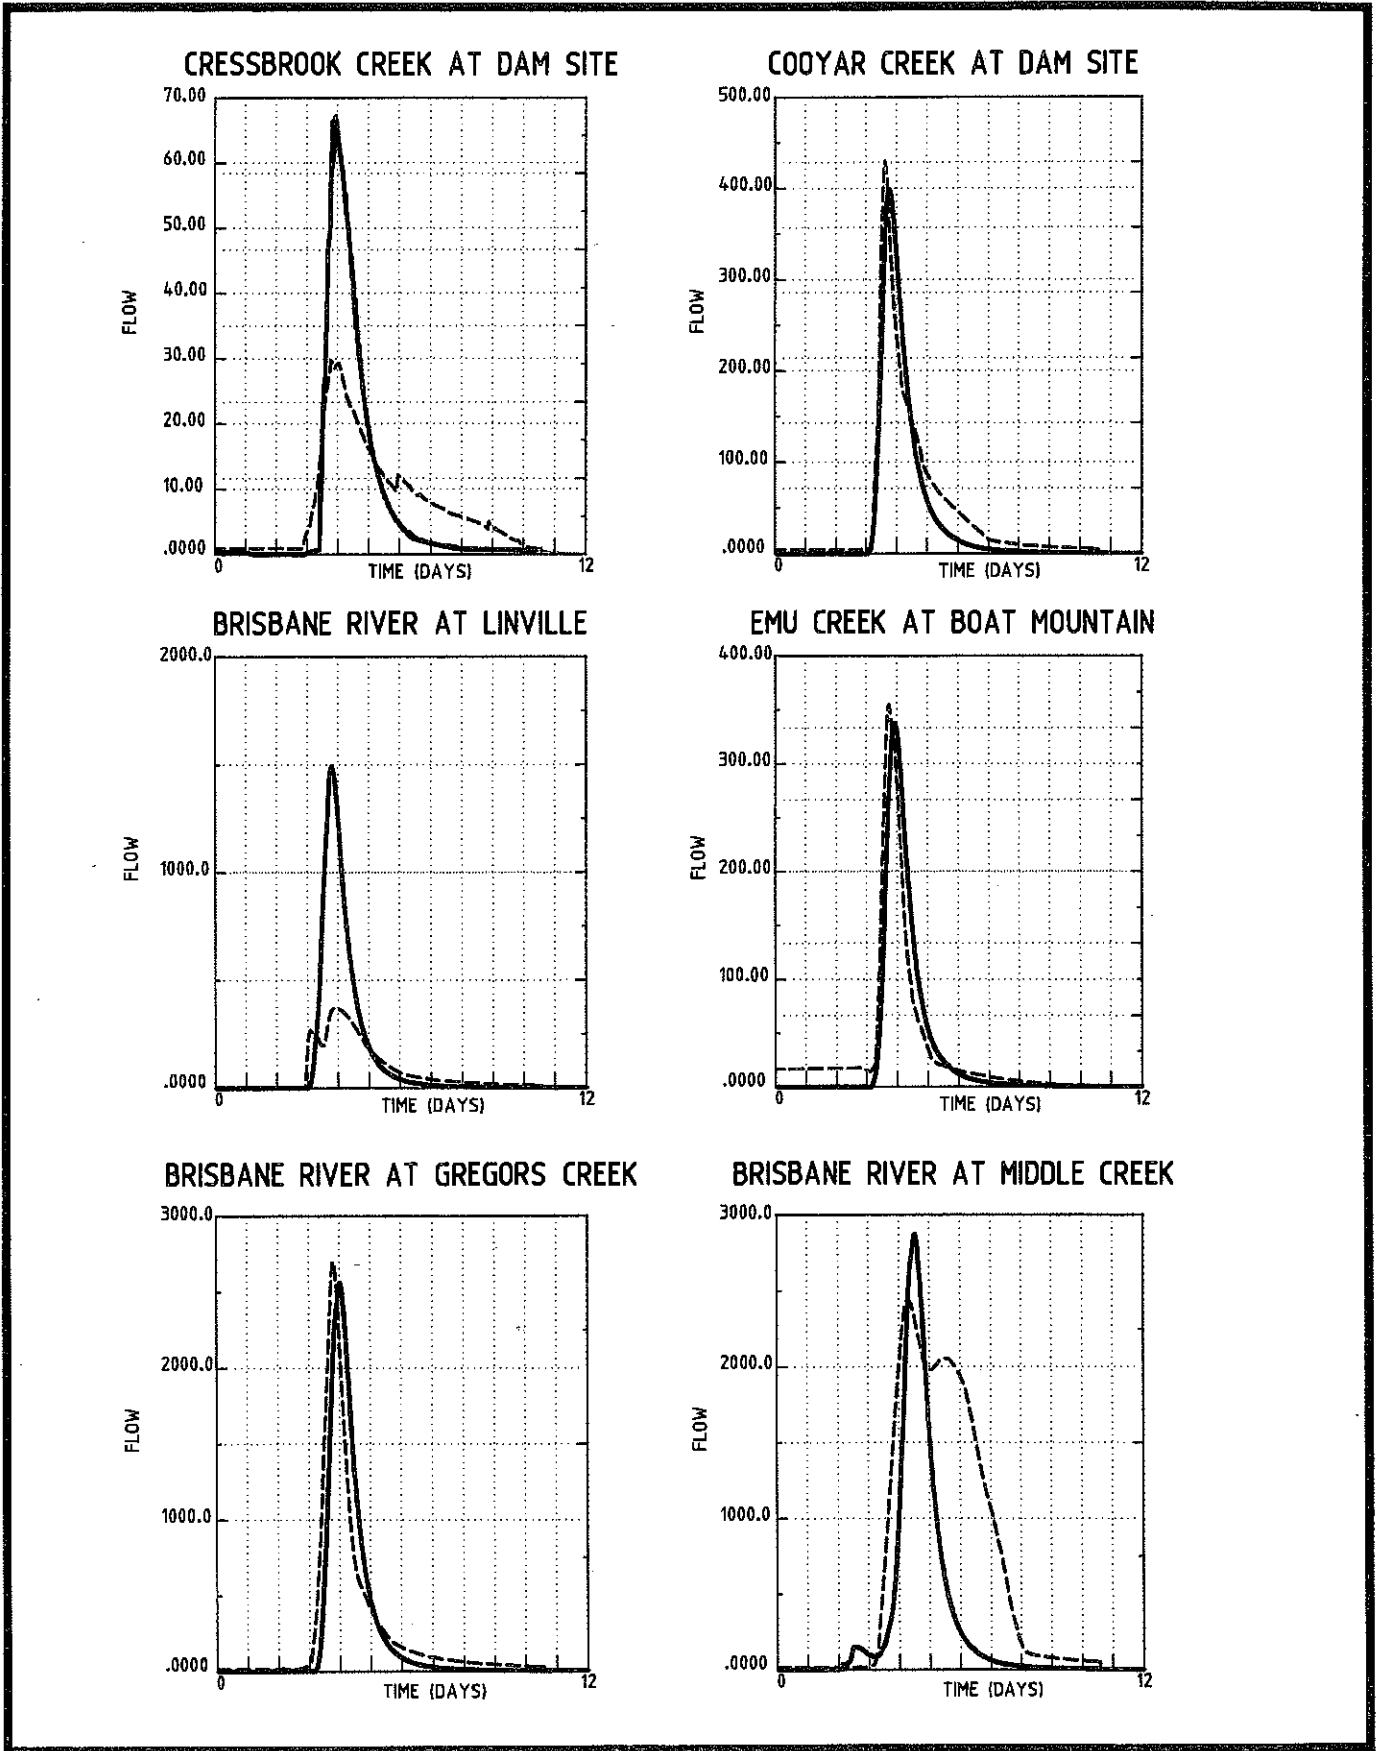 CRESSBROOK CREEK AT DAM SITE
70.00
60.00
50.00
40.00
30.00
20.00
10.00
.0000
FLOW
0
TIME (DAYS)
12
COOYAR CREEK AT DAM SITE
500.00
400.00
300.00
200.00
100.00
.0000
FLOW
0
TIME (DAYS)
12
BRISBANE RIVER AT LINVILLE
2000.0
1000.0
.0000
FLOW
0
TIME (DAYS)
12
EMU CREEK AT BOAT MOUNTAIN
400.00
300.00
200.00
100.00
.0000
FLOW
0
TIME (DAYS)
12
BRISBANE RIVER AT GREGORS CREEK
3000.0
2000.0
1000.0
.0000
FLOW
0
TIME (DAYS)
12
BRISBANE RIVER AT MIDDLE CREEK
3000.0
2000.0
1000.0
.0000
FLOW
0
TIME (DAYS)
12